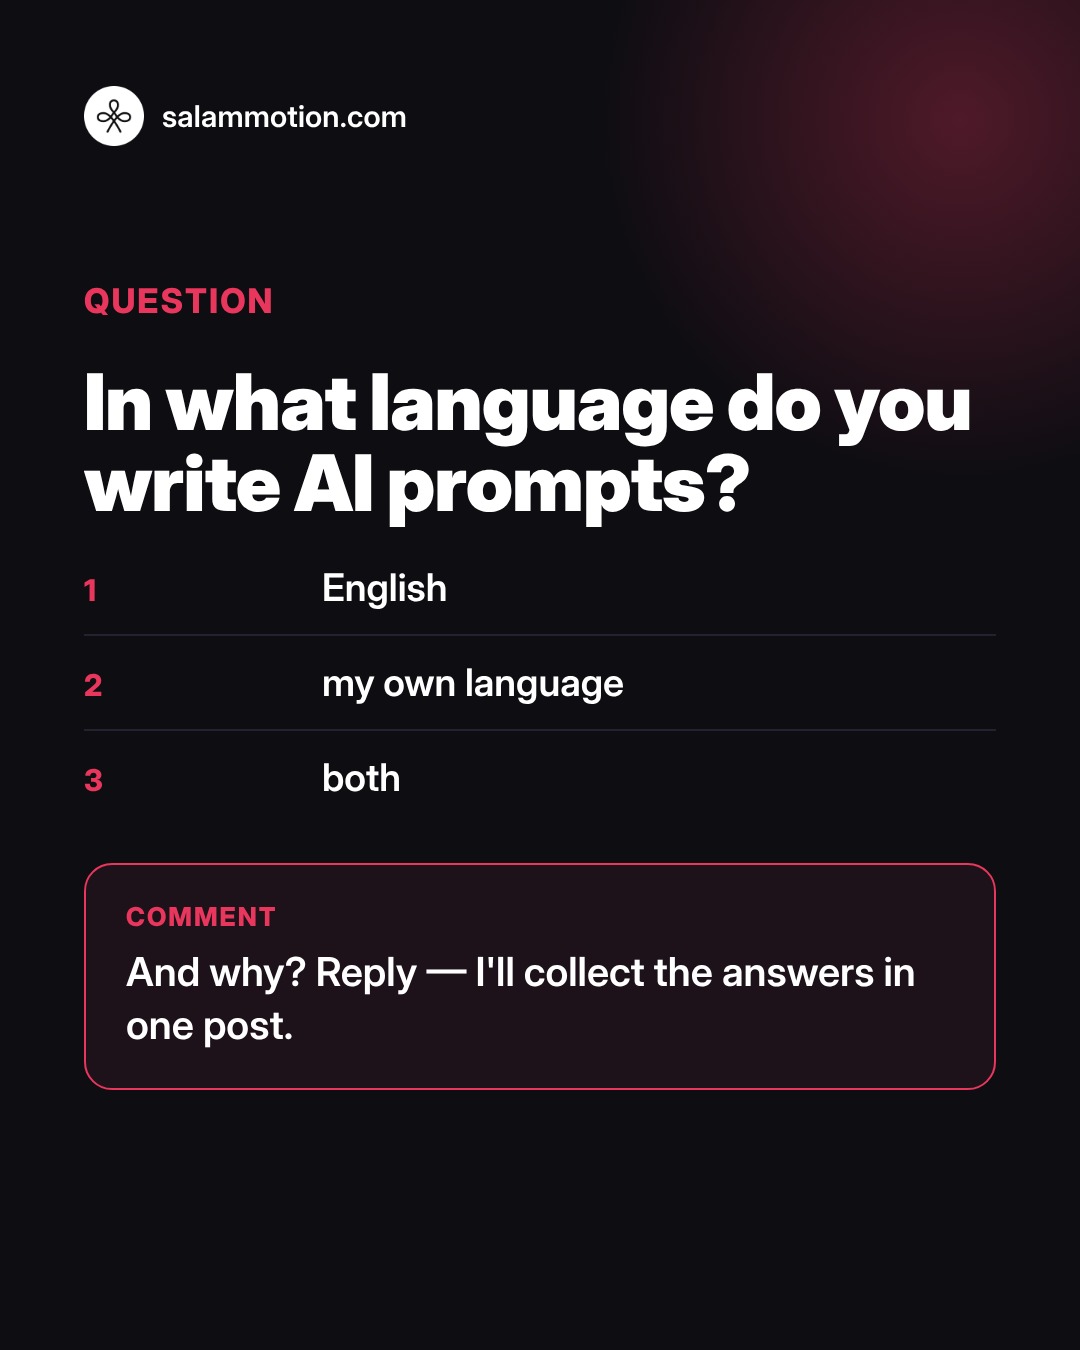 salammotion.com
QUESTION
In what language do you
write AI prompts?
1 English
2 my own language
3 both
COMMENT
And why? Reply — I'll collect the answers in
one post.